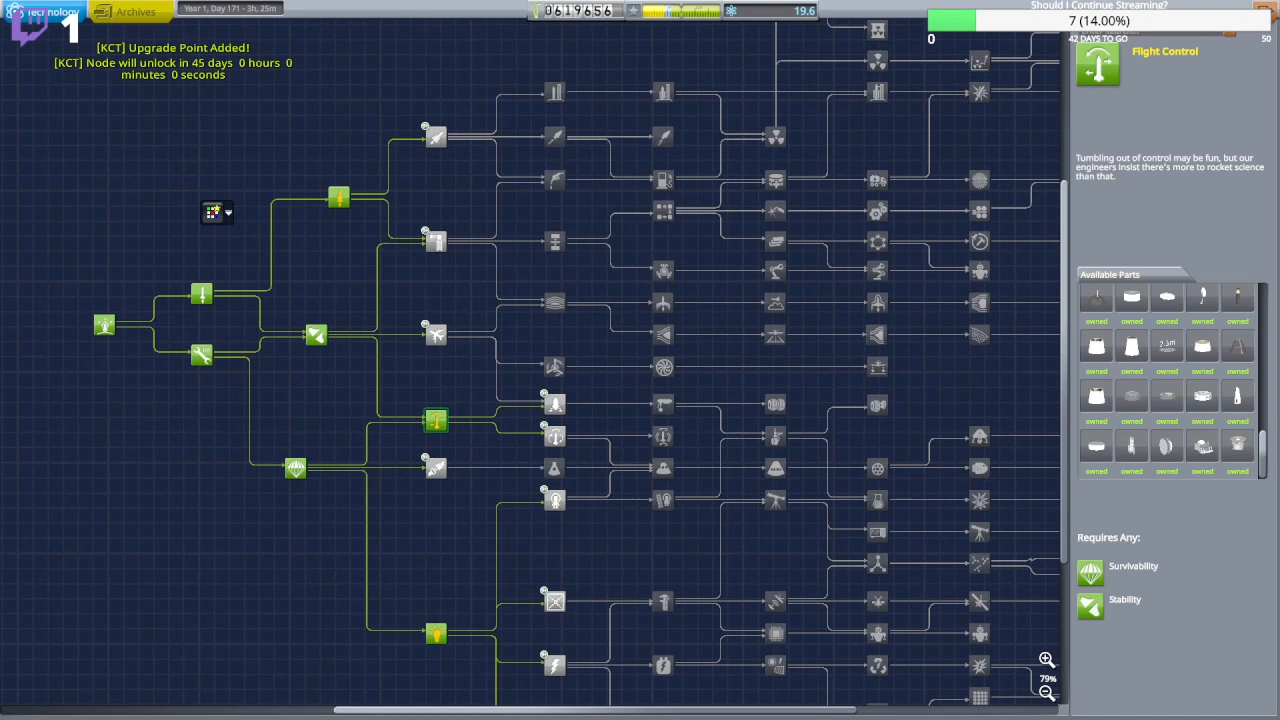 Technology
Archives
Year 1, Day 171 - 3h, 25m
0619656
19.6
Should I Continue Streaming?
7 (14.00%)
0
42 DAYS TO GO
50
1
[KCT] Upgrade Point Added!
[KCT] Node will unlock in 45 days 0 hours 0
minutes 0 seconds
Flight Control
Tumbling out of control may be fun, but our
engineers insist there's more to rocket science
than that.
Available Parts
owned owned owned owned owned
2.5m
owned owned owned owned owned
owned owned owned owned owned
owned owned owned owned owned
Requires Any:
Survivability
Stability
79%